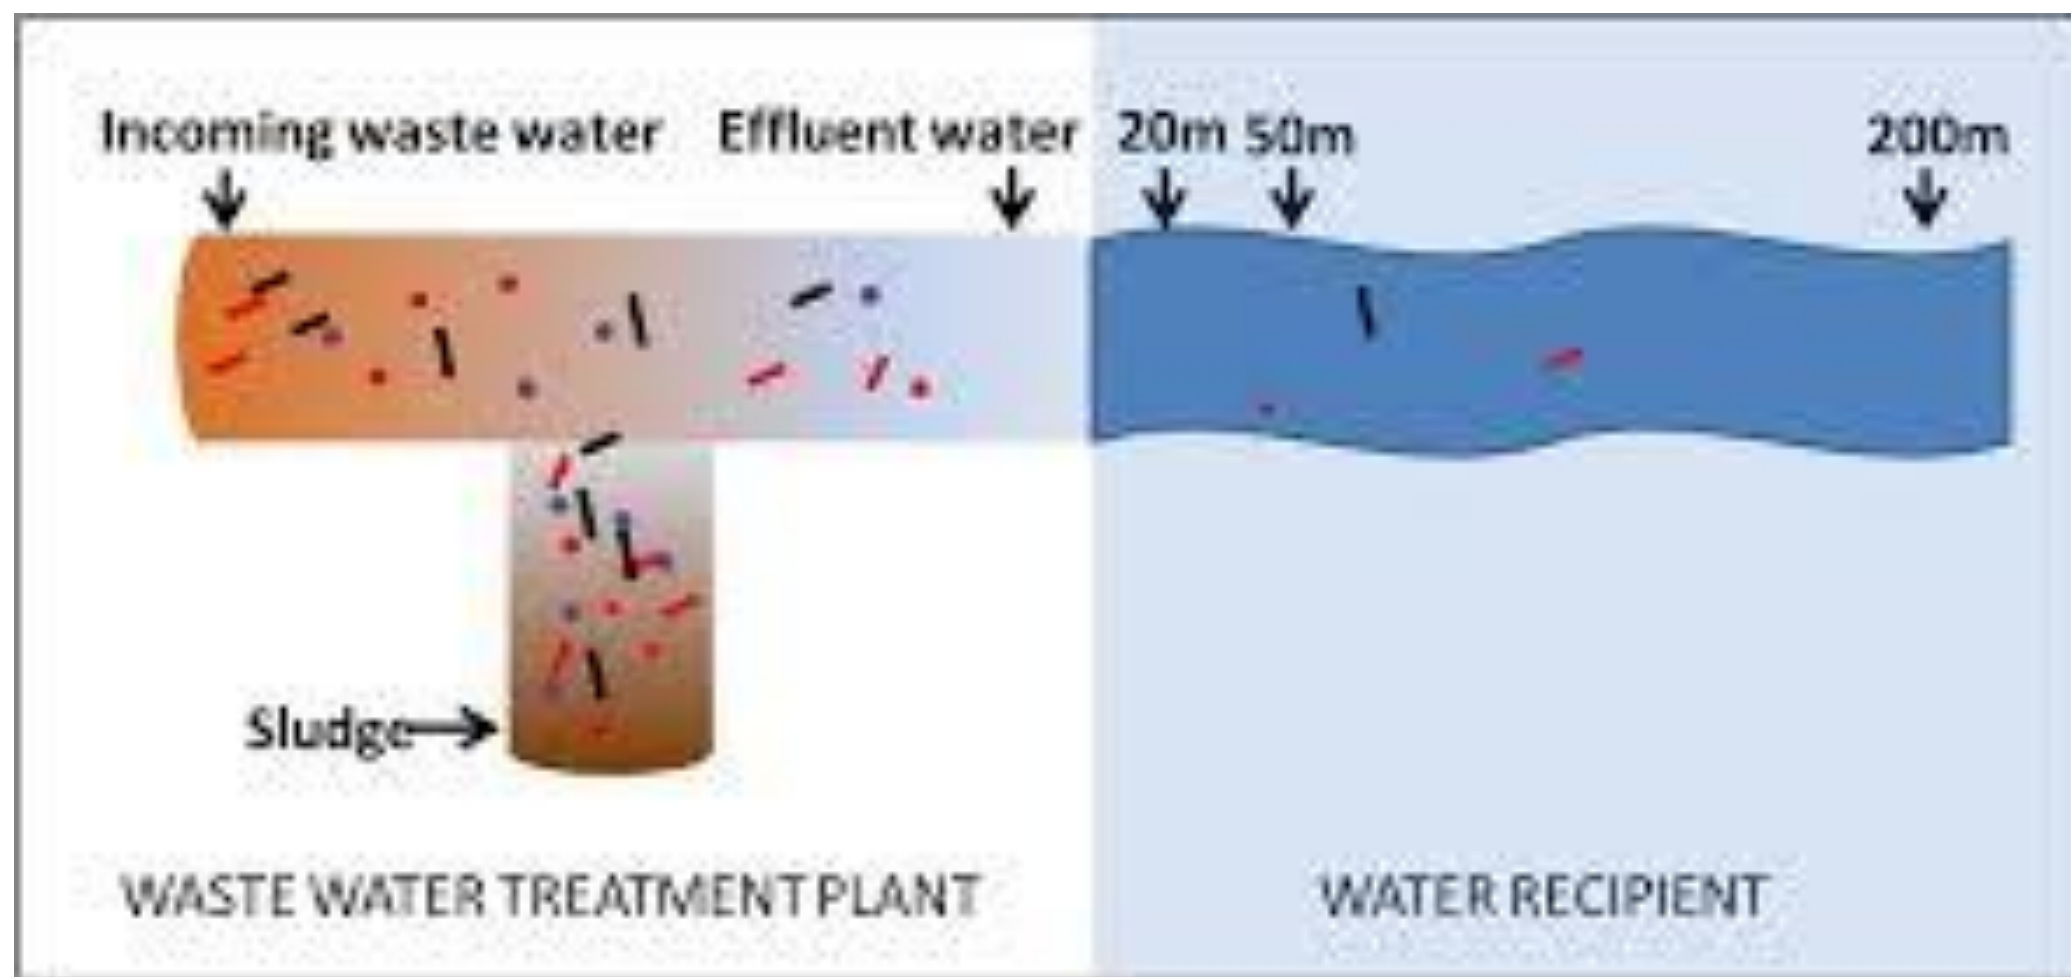 Incoming waste water
Effluent water
20m
50m
200m
Sludge
WASTE WATER TREATMENT PLANT
WATER RECIPIENT